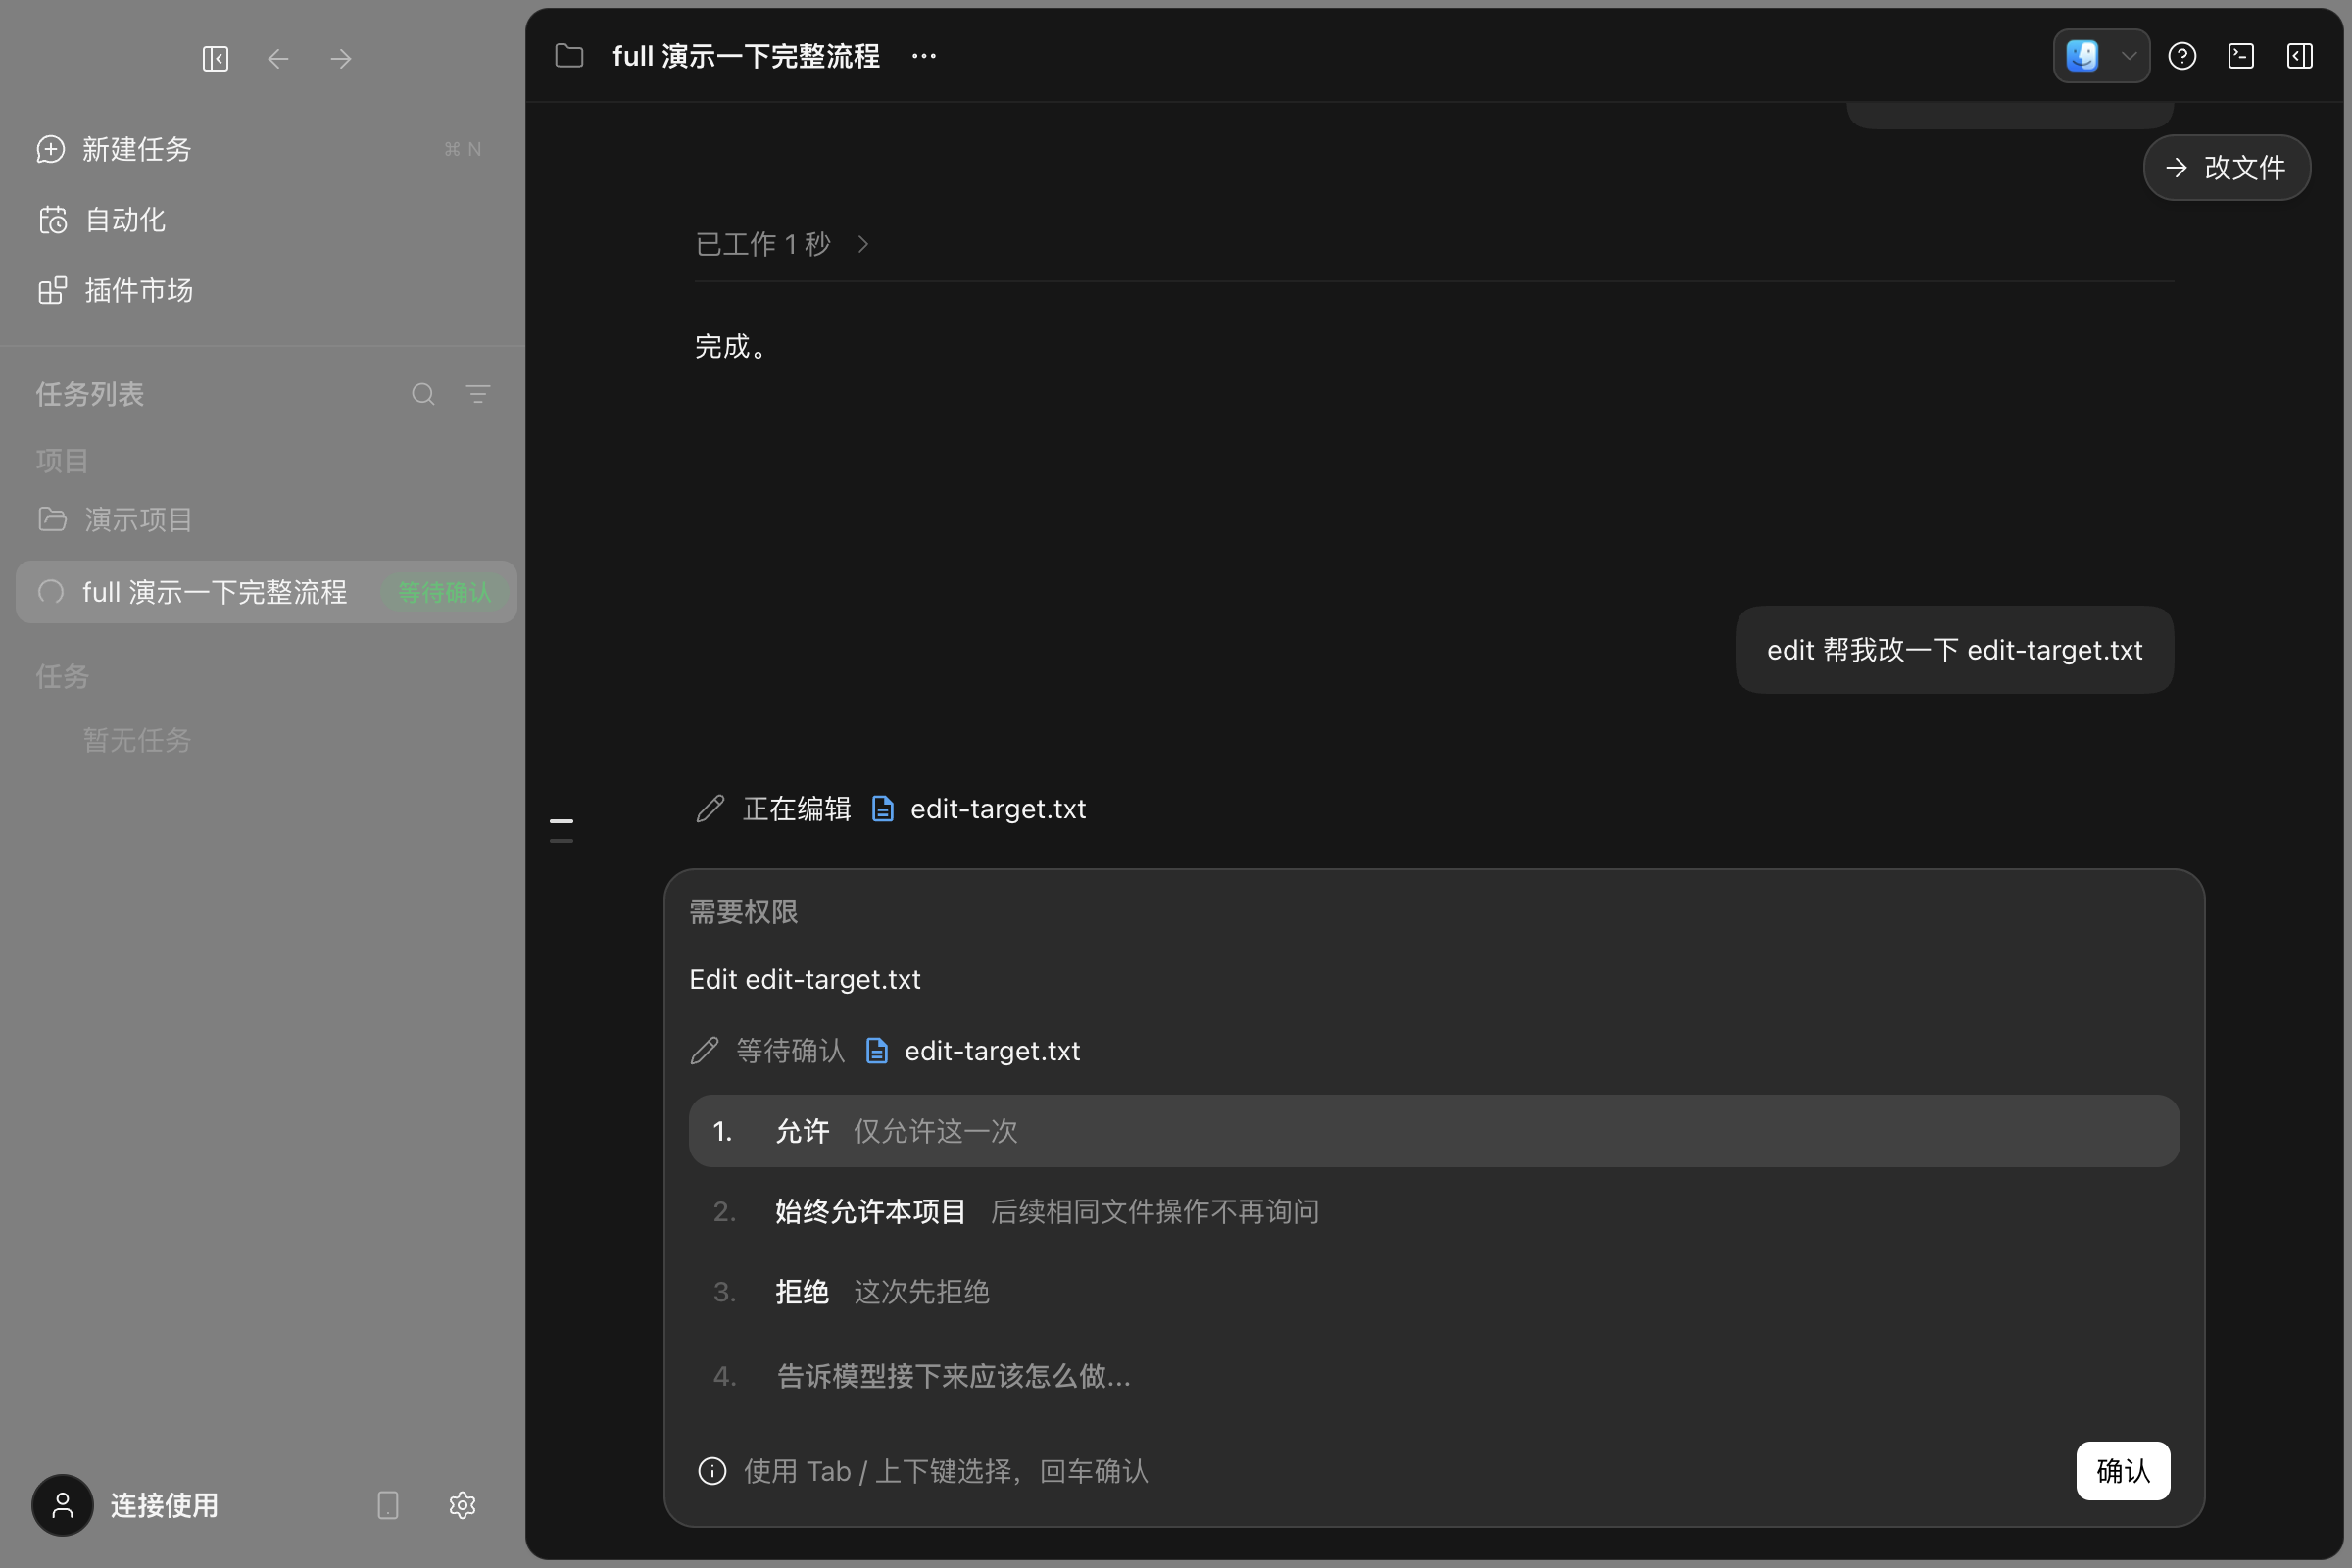 新建任务
⌘ N
自动化
插件市场
任务列表
项目
演示项目
full 演示一下完整流程
等待确认
任务
暂无任务
连接使用
full 演示一下完整流程
改文件
已工作 1 秒
完成。
edit 帮我改一下 edit-target.txt
正在编辑 edit-target.txt
需要权限
Edit edit-target.txt
等待确认 edit-target.txt
1. 允许 仅允许这一次
2. 始终允许本项目 后续相同文件操作不再询问
3. 拒绝 这次先拒绝
4. 告诉模型接下来应该怎么做...
使用 Tab / 上下键选择，回车确认
确认